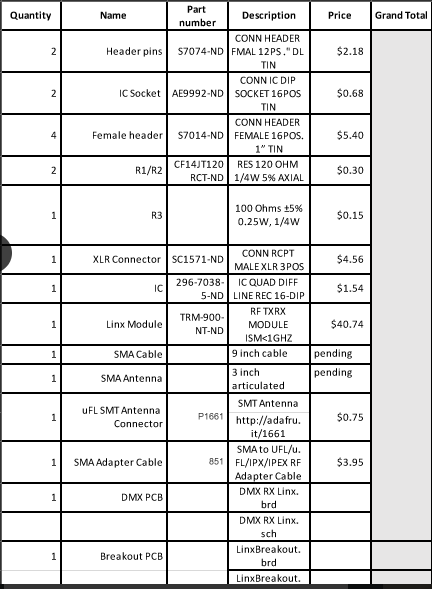 Quantity Name Part number Description Price Grand Total
2 Header pins S7074-ND CONN HEADER FMAL 12PS ." DL TIN $2.18
2 IC Socket AE9992-ND CONN IC DIP SOCKET 16POS TIN $0.68
4 Female header S7014-ND CONN HEADER FEMALE 16POS. 1” TIN $5.40
2 R1/R2 CF14JT120 RCT-ND RES 120 OHM 1/4W 5% AXIAL $0.30
1 R3 100 Ohms ±5% 0.25W, 1/4W $0.15
1 XLR Connector SC1571-ND CONN RCPT MALE XLR 3POS $4.56
1 IC 296-7038-5-ND IC QUAD DIFF LINE REC 16-DIP $1.54
1 Linx Module TRM-900-NT-ND RF TXRX MODULE ISM<1GHZ $40.74
1 SMA Cable 9 inch cable pending
1 SMA Antenna 3 inch articulated pending
1 uFL SMT Antenna Connector P1661 SMT Antenna http://adafru.it/1661 $0.75
1 SMA Adapter Cable 851 SMA to UFL/u.FL/IPX/IPEX RF Adapter Cable $3.95
1 DMX PCB DMX RX Linx.brd
DMX RX Linx.sch
1 Breakout PCB LinxBreakout.brd
LinxBreakout.